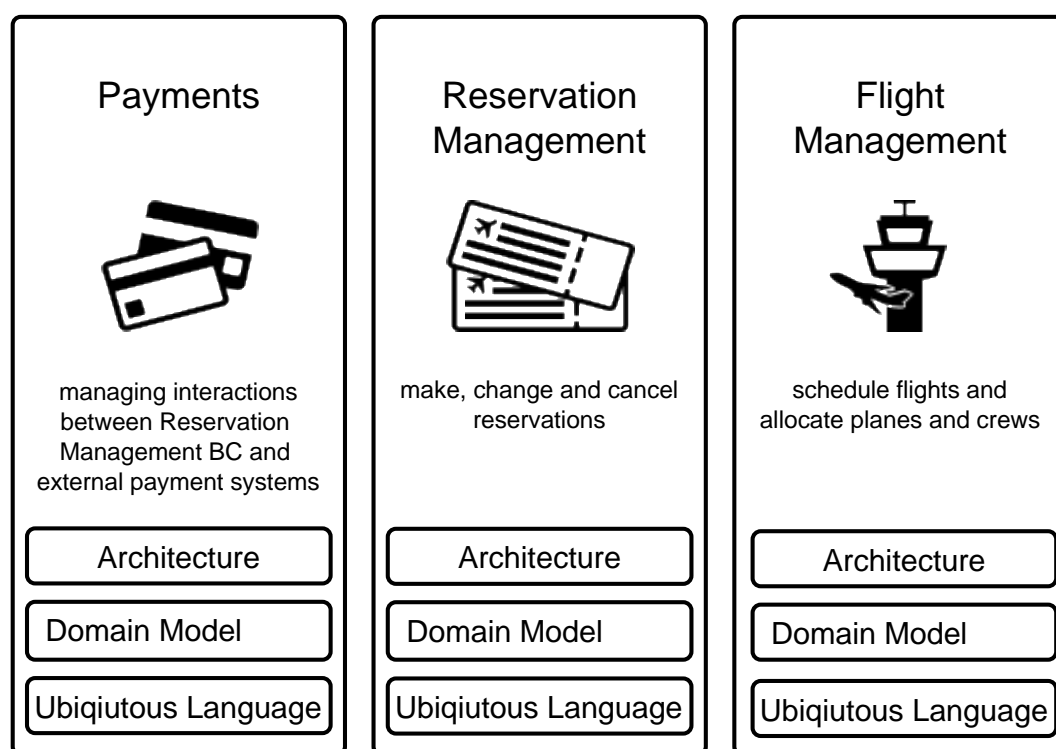 Payments
managing interactions
between Reservation
Management BC and
external payment systems
Architecture
Domain Model
Ubiqiutous Language
Reservation
Management
make, change and cancel
reservations
Architecture
Domain Model
Ubiqiutous Language
Flight
Management
schedule flights and
allocate planes and crews
Architecture
Domain Model
Ubiqiutous Language